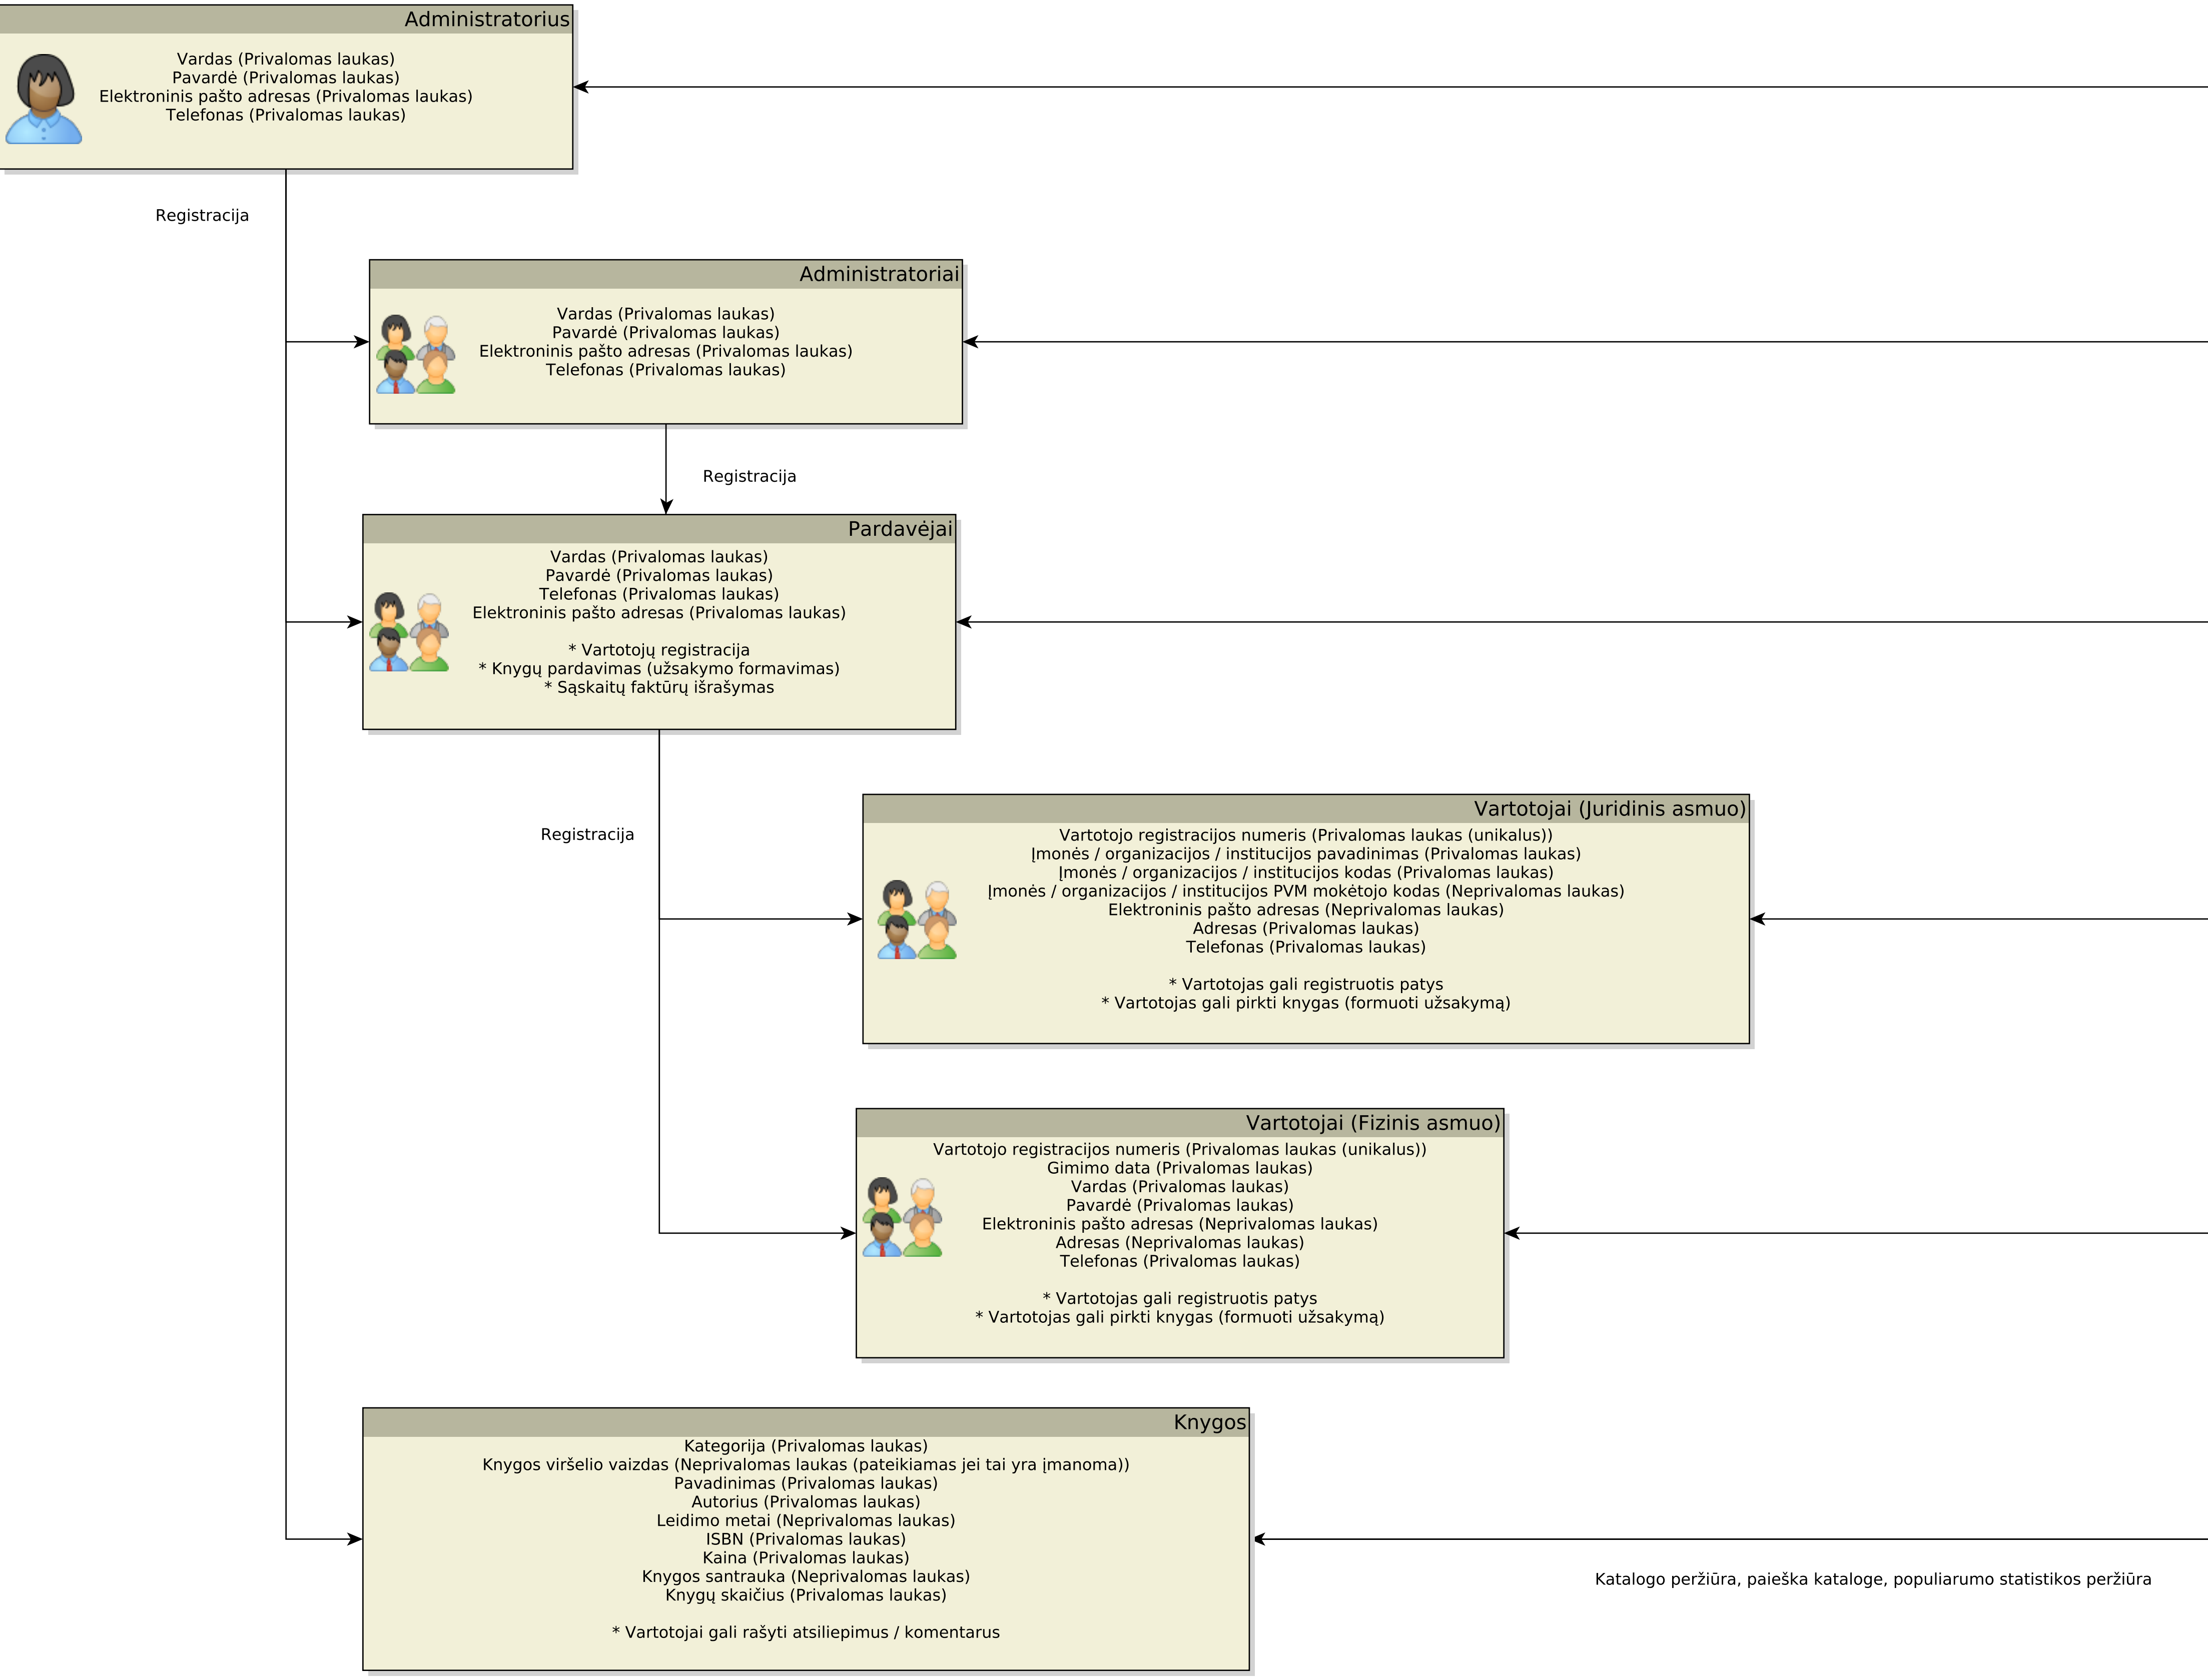 Administratorius
Vardas (Privalomas laukas)
Pavardė (Privalomas laukas)
Elektroninis pašto adresas (Privalomas laukas)
Telefonas (Privalomas laukas)
Registracija
Administratoriai
Vardas (Privalomas laukas)
Pavardė (Privalomas laukas)
Elektroninis pašto adresas (Privalomas laukas)
Telefonas (Privalomas laukas)
Registracija
Pardavėjai
Vardas (Privalomas laukas)
Pavardė (Privalomas laukas)
Telefonas (Privalomas laukas)
Elektroninis pašto adresas (Privalomas laukas)
* Vartotojų registracija
* Knygų pardavimas (užsakymo formavimas)
* Sąskaitų faktūrų išrašymas
Registracija
Vartotojai (Juridinis asmuo)
Vartotojo registracijos numeris (Privalomas laukas (unikalus))
Įmonės / organizacijos / institucijos pavadinimas (Privalomas laukas)
Įmonės / organizacijos / institucijos kodas (Privalomas laukas)
Įmonės / organizacijos / institucijos PVM mokėtojo kodas (Neprivalomas laukas)
Elektroninis pašto adresas (Neprivalomas laukas)
Adresas (Privalomas laukas)
Telefonas (Privalomas laukas)
* Vartotojas gali registruotis patys
* Vartotojas gali pirkti knygas (formuoti užsakymą)
Vartotojai (Fizinis asmuo)
Vartotojo registracijos numeris (Privalomas laukas (unikalus))
Gimimo data (Privalomas laukas)
Vardas (Privalomas laukas)
Pavardė (Privalomas laukas)
Elektroninis pašto adresas (Neprivalomas laukas)
Adresas (Neprivalomas laukas)
Telefonas (Privalomas laukas)
* Vartotojas gali registruotis patys
* Vartotojas gali pirkti knygas (formuoti užsakymą)
Knygos
Kategorija (Privalomas laukas)
Knygos viršelio vaizdas (Neprivalomas laukas (pateikiamas jei tai yra įmanoma))
Pavadinimas (Privalomas laukas)
Autorius (Privalomas laukas)
Leidimo metai (Neprivalomas laukas)
ISBN (Privalomas laukas)
Kaina (Privalomas laukas)
Knygos santrauka (Neprivalomas laukas)
Knygų skaičius (Privalomas laukas)
* Vartotojai gali rašyti atsiliepimus / komentarus
Katalogo peržiūra, paieška kataloge, populiarumo statistikos peržiūra